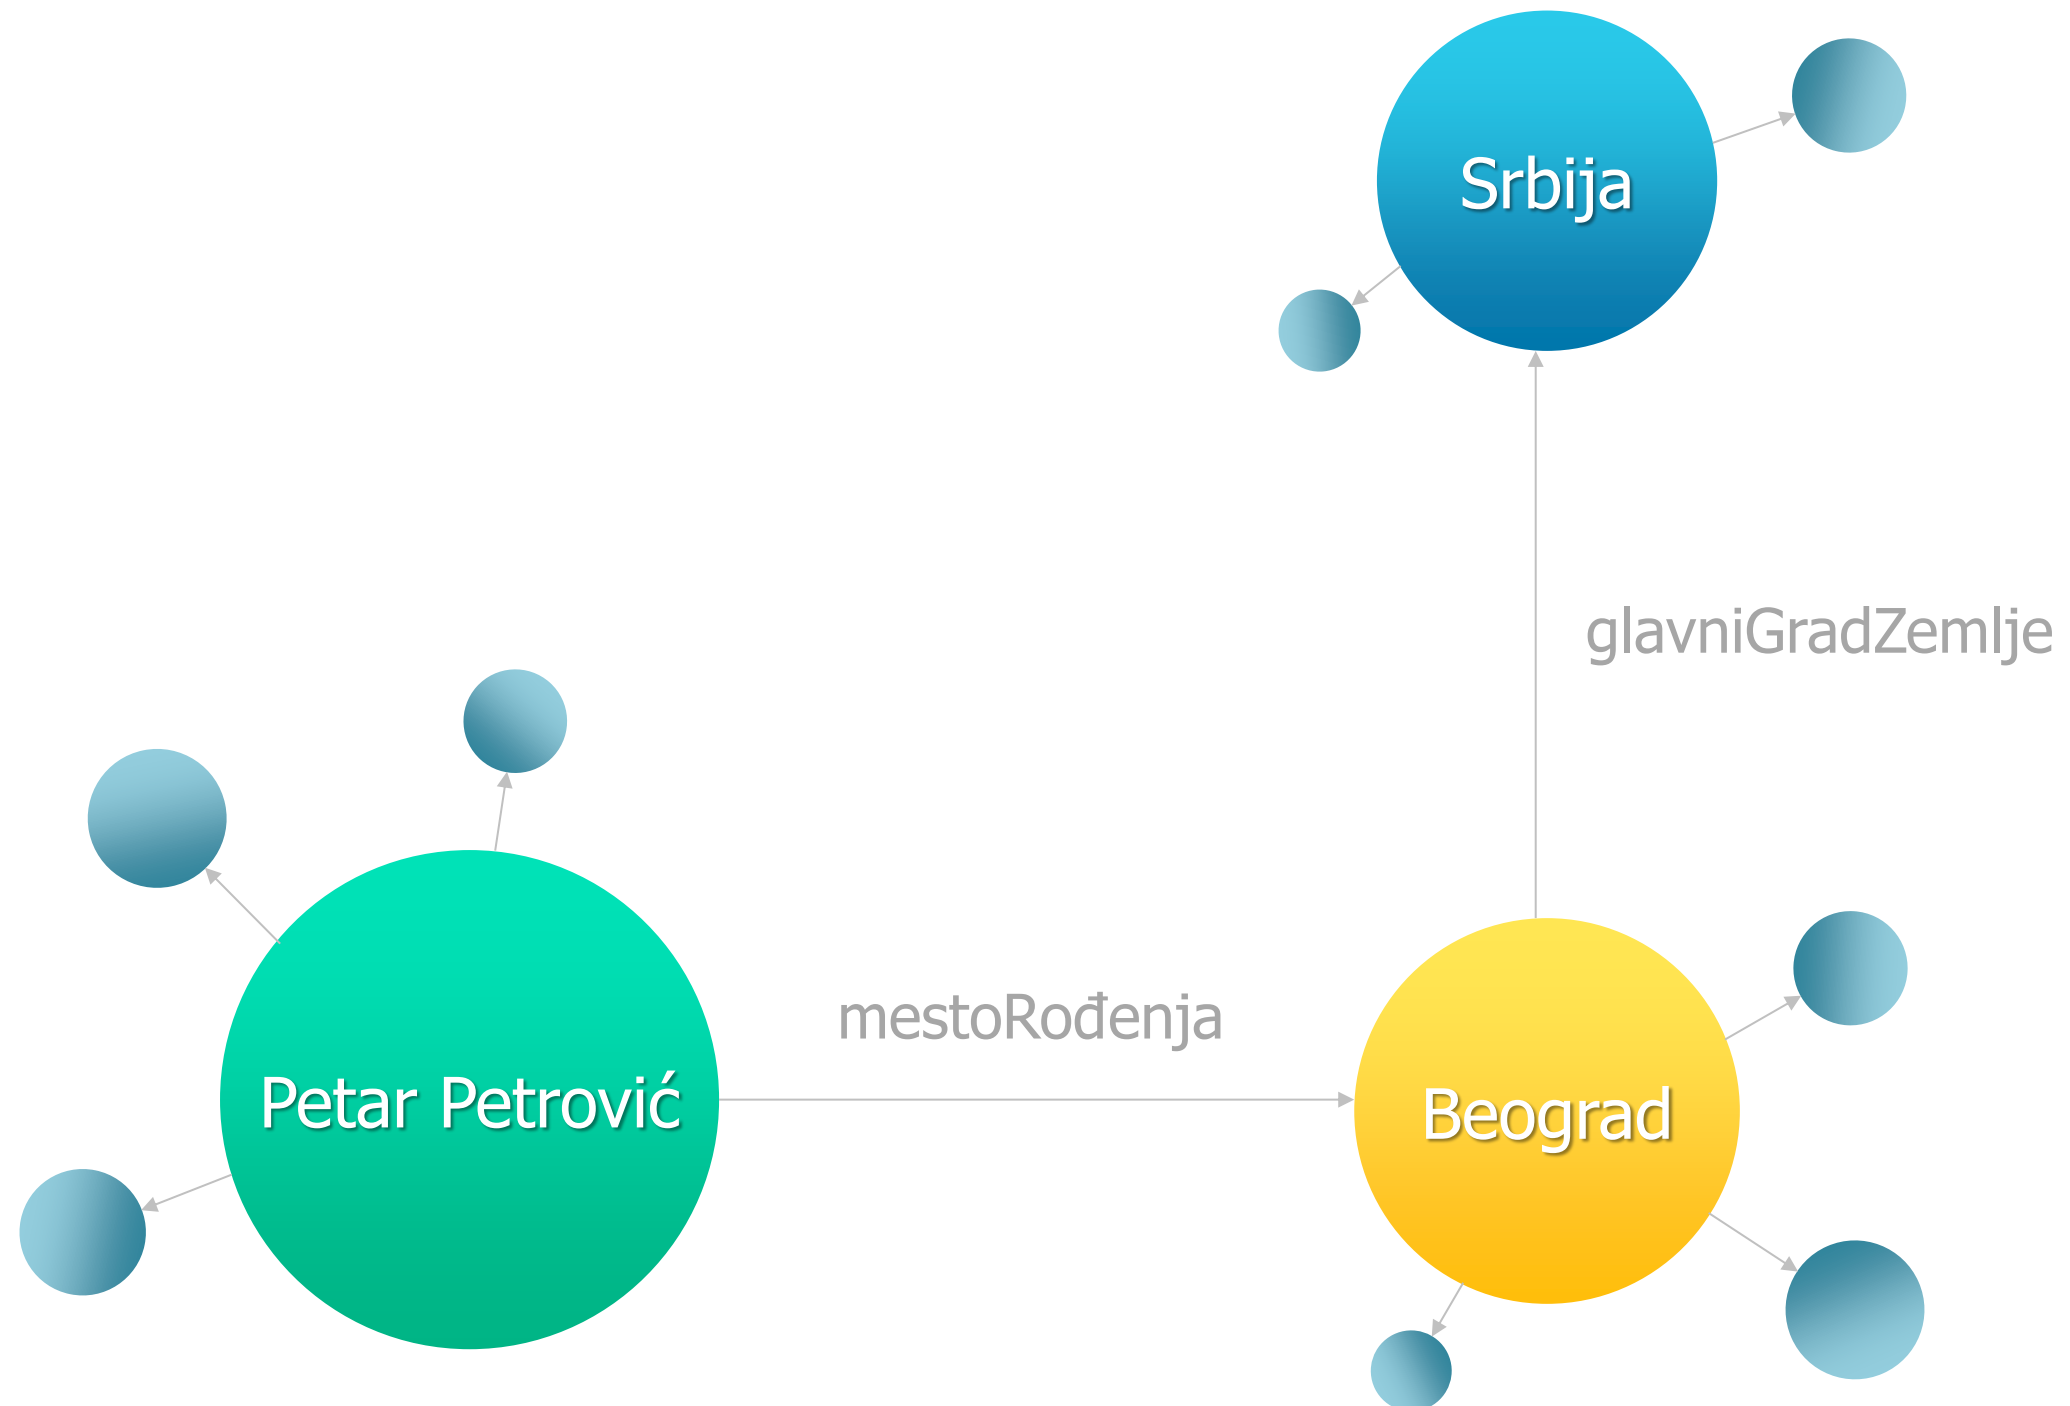 Srbija
glavniGradZemlje
mestoRođenja
Petar Petrović
Beograd